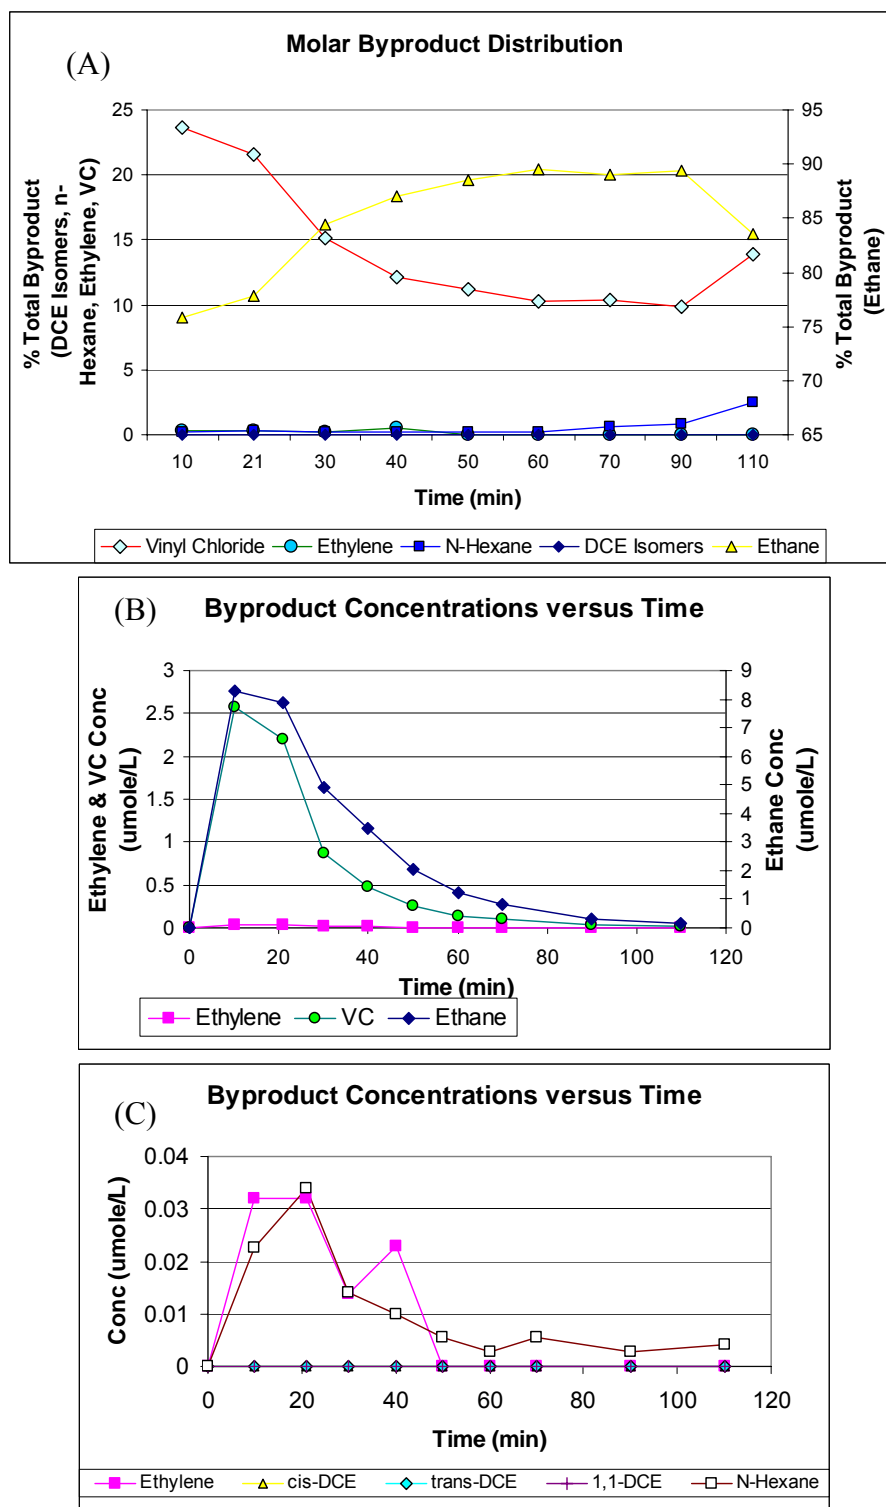 (A)
Molar Byproduct Distribution
% Total Byproduct
(DCE Isomers, n-
Hexane, Ethylene, VC)
25
20
15
10
5
0
95
90
85
80
75
70
65
% Total Byproduct
(Ethane)
10 21 30 40 50 60 70 90 110
Time (min)
Vinyl Chloride Ethylene N-Hexane DCE Isomers Ethane
(B)
Byproduct Concentrations versus Time
Ethylene & VC Conc
(umole/L)
3
2.5
2
1.5
1
0.5
0
9
8
7
6
5
4
3
2
1
0
Ethane Conc
(umol/L)
0 20 40 60 80 100 120
Time (min)
Ethylene VC Ethane
(C)
Byproduct Concentrations versus Time
Conc (umole/L)
0.04
0.03
0.02
0.01
0
0 20 40 60 80 100 120
Time (min)
Ethylene cis-DCE trans-DCE 1,1-DCE N-Hexane